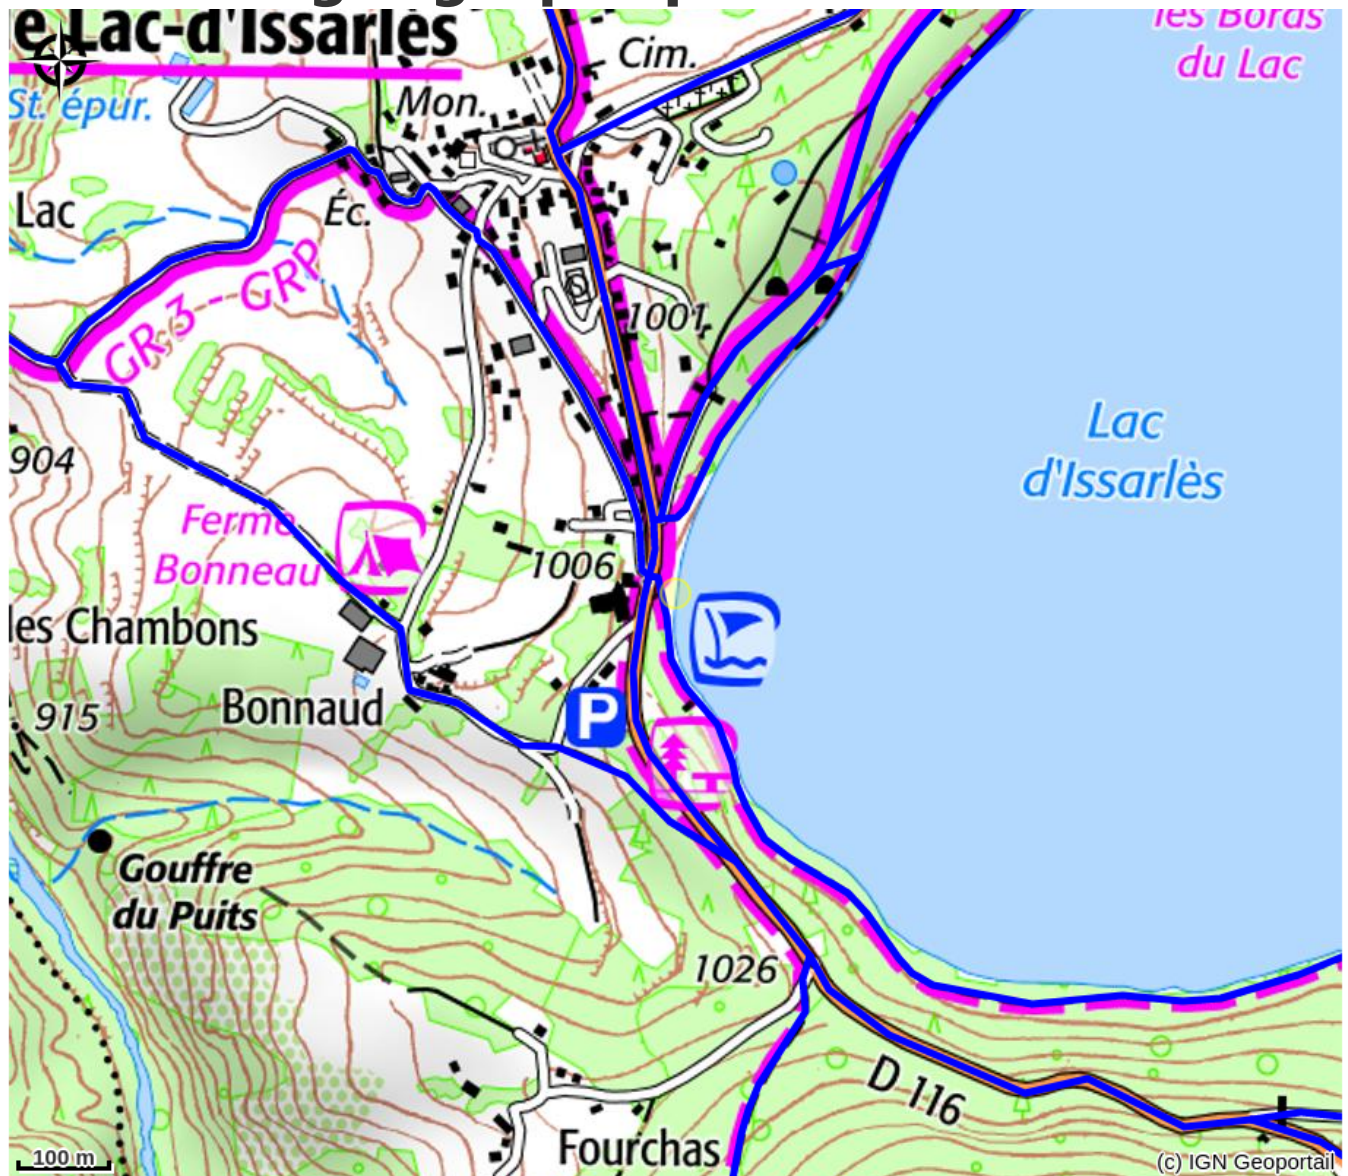 e Lac-d'Issarlès
Cim.
les Bords
du Lac
St. épur.
Mon.
Lac
Éc.
GR 3 - GRP
1001
Lac
d'Issarlès
904
Ferme
Bonneau
1006
les Chambons
Bonnaud
P
915
Gouffre
du Puits
1026
D 116
Fourchas
100 m
(c) IGN Geoportail